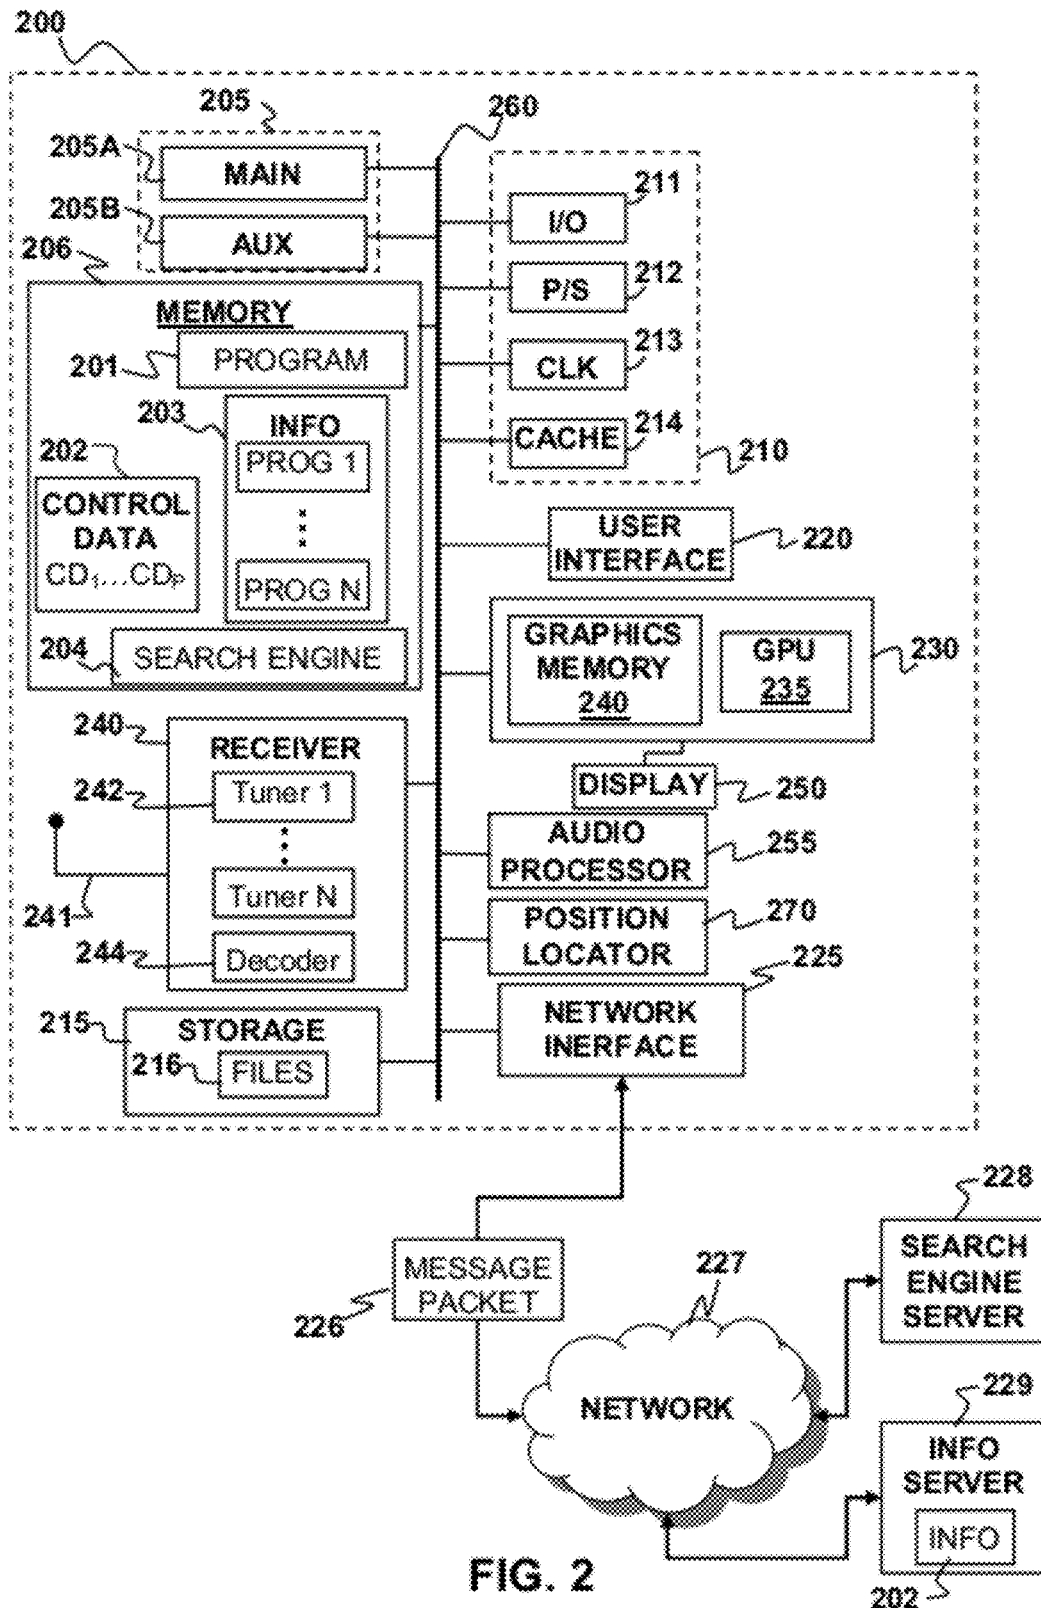 200
205
260
205A
MAIN
205B
AUX
206
MEMORY
201
PROGRAM
203
INFO
PROG 1
PROG N
202
CONTROL
DATA
CD1...CDP
204
SEARCH ENGINE
211
I/O
212
P/S
213
CLK
214
CACHE
210
USER
INTERFACE
220
GRAPHICS
MEMORY
240
GPU
235
230
DISPLAY
250
240
RECEIVER
242
Tuner 1
Tuner N
241
244
Decoder
AUDIO
PROCESSOR
255
POSITION
LOCATOR
270
225
NETWORK
INERFACE
215
STORAGE
216
FILES
MESSAGE
PACKET
226
227
NETWORK
228
SEARCH
ENGINE
SERVER
229
INFO
SERVER
INFO
202
FIG. 2